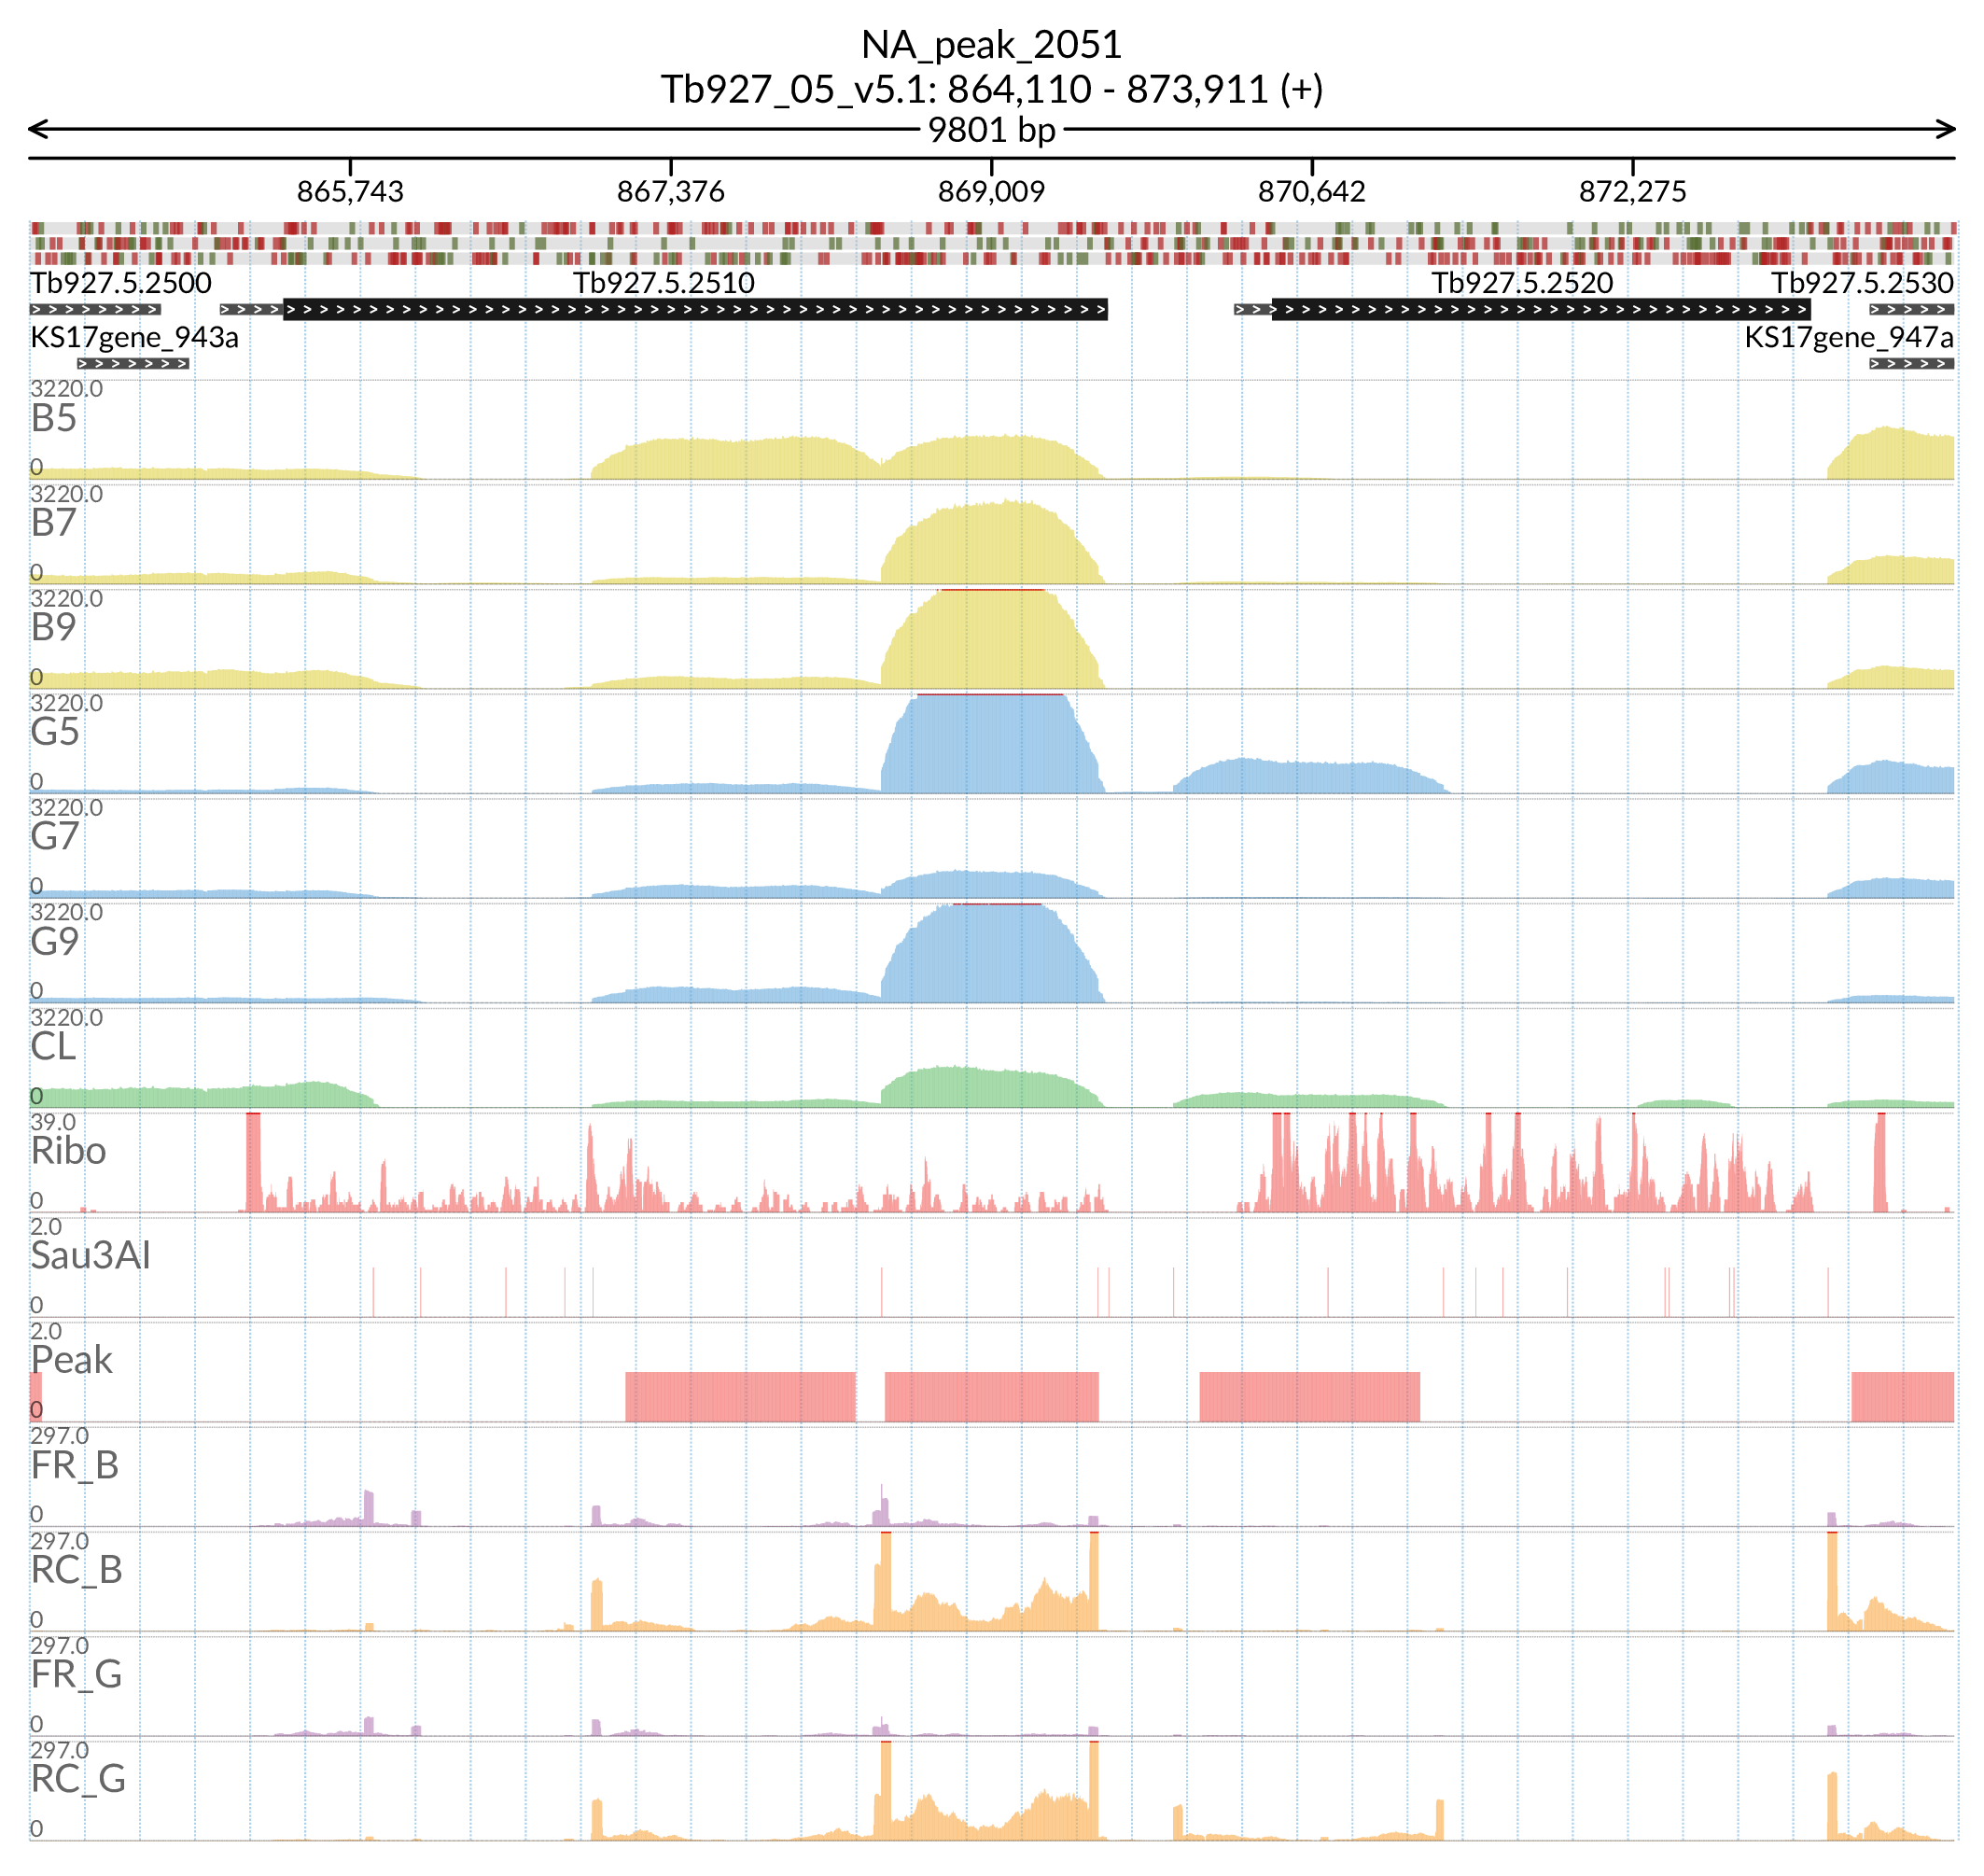 NA_peak_2051
Tb927_05_v5.1: 864,110 - 873,911 (+)
9801 bp
865,743 867,376 869,009 870,642 872,275
Tb927.5.2500 Tb927.5.2510 Tb927.5.2520 Tb927.5.2530
KS17gene_943a KS17gene_947a
3220.0
B5
0
3220.0
B7
0
3220.0
B9
0
3220.0
G5
0
3220.0
G7
0
3220.0
G9
0
3220.0
CL
0
39.0
Ribo
0
2.0
Sau3AI
0
2.0
Peak
0
297.0
FR_B
0
297.0
RC_B
0
297.0
FR_G
0
297.0
RC_G
0